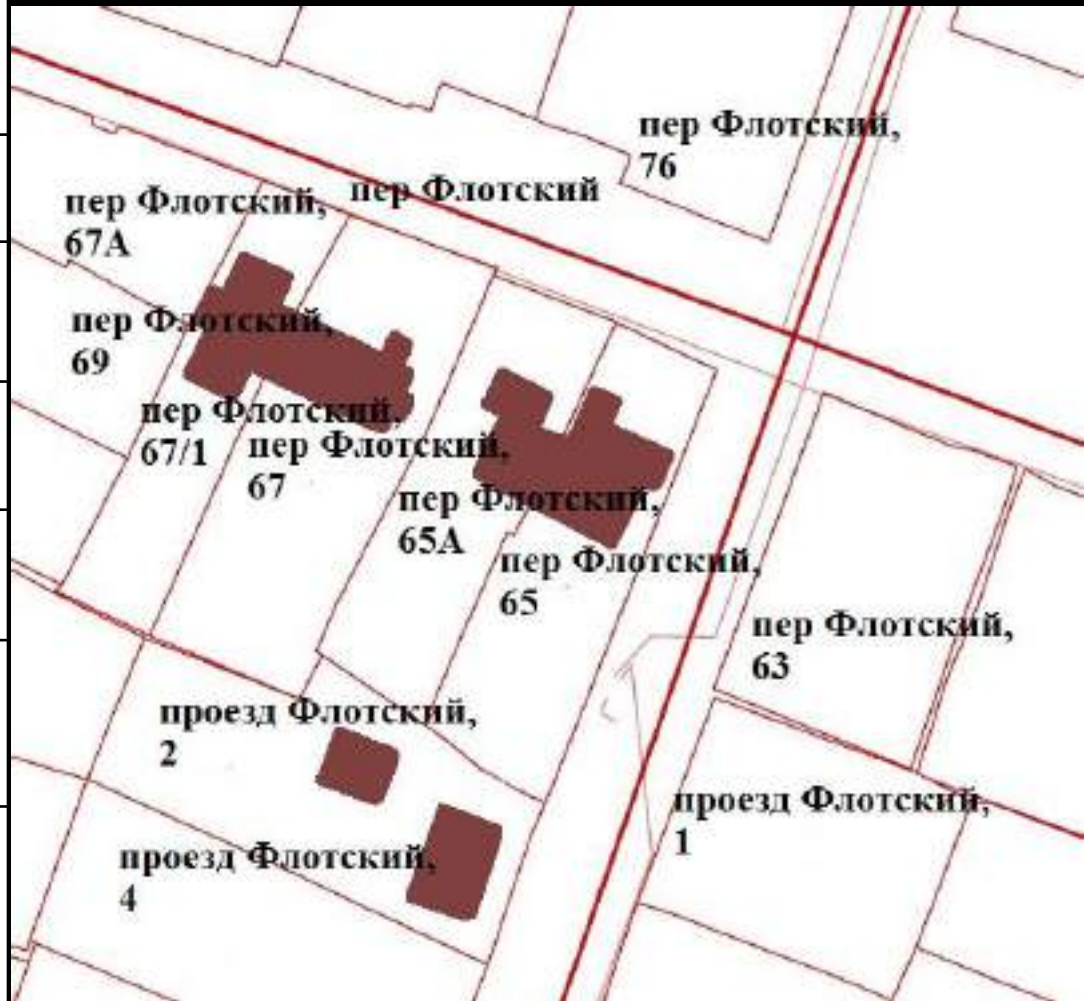 пер Флотский,
76
пер Флотский
пер Флотский,
67А
пер Флотский,
69
пер Флотский,
67/1
пер Флотский,
67
пер Флотский,
65А
пер Флотский,
65
пер Флотский,
63
проезд Флотский,
2
проезд Флотский,
1
проезд Флотский,
4